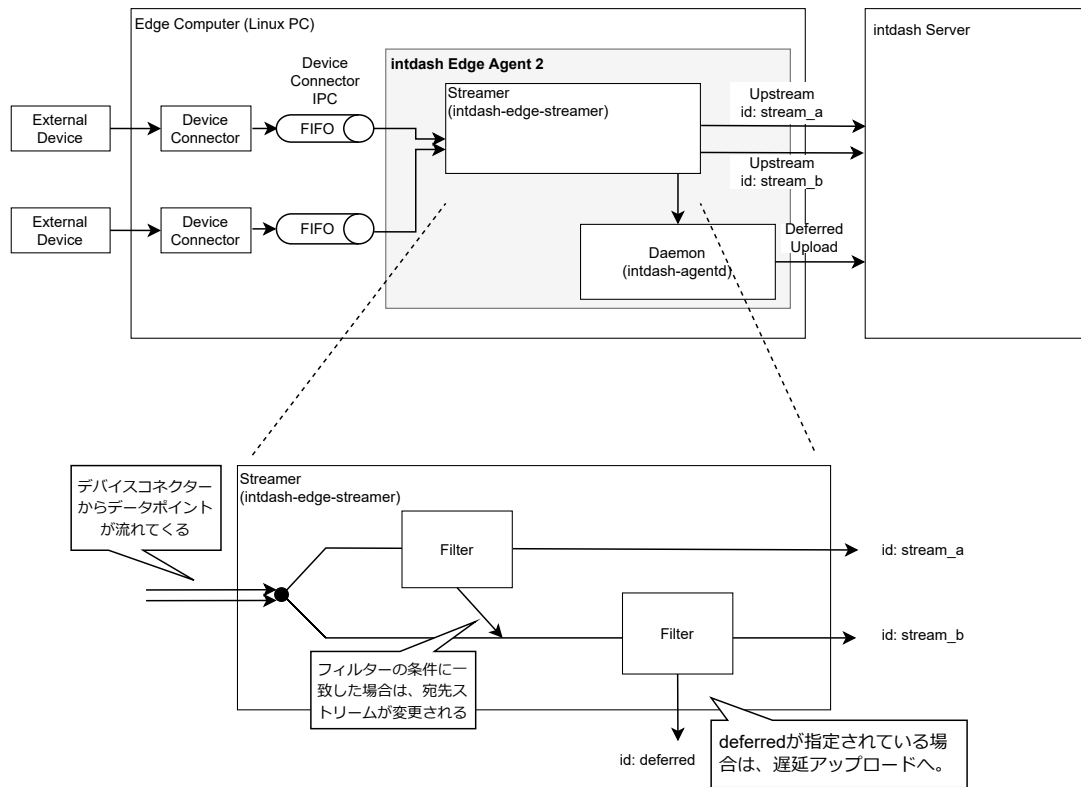 Edge Computer (Linux PC)
intdash Server
intdash Edge Agent 2
Device
Connector
IPC
Streamer
(intdash-edge-streamer)
Upstream
id: stream_a
External
Device
Device
Connector
FIFO
Upstream
id: stream_b
External
Device
Device
Connector
FIFO
Daemon
(intdash-agentd)
Deferred
Upload
デバイスコネクター
からデータポイント
が流れてくる
Streamer
(intdash-edge-streamer)
Filter
id: stream_a
Filter
id: stream_b
フィルターの条件に一
致した場合は、宛先ス
トリームが変更される
id: deferred
deferredが指定されている場
合は、遅延アップロードへ。